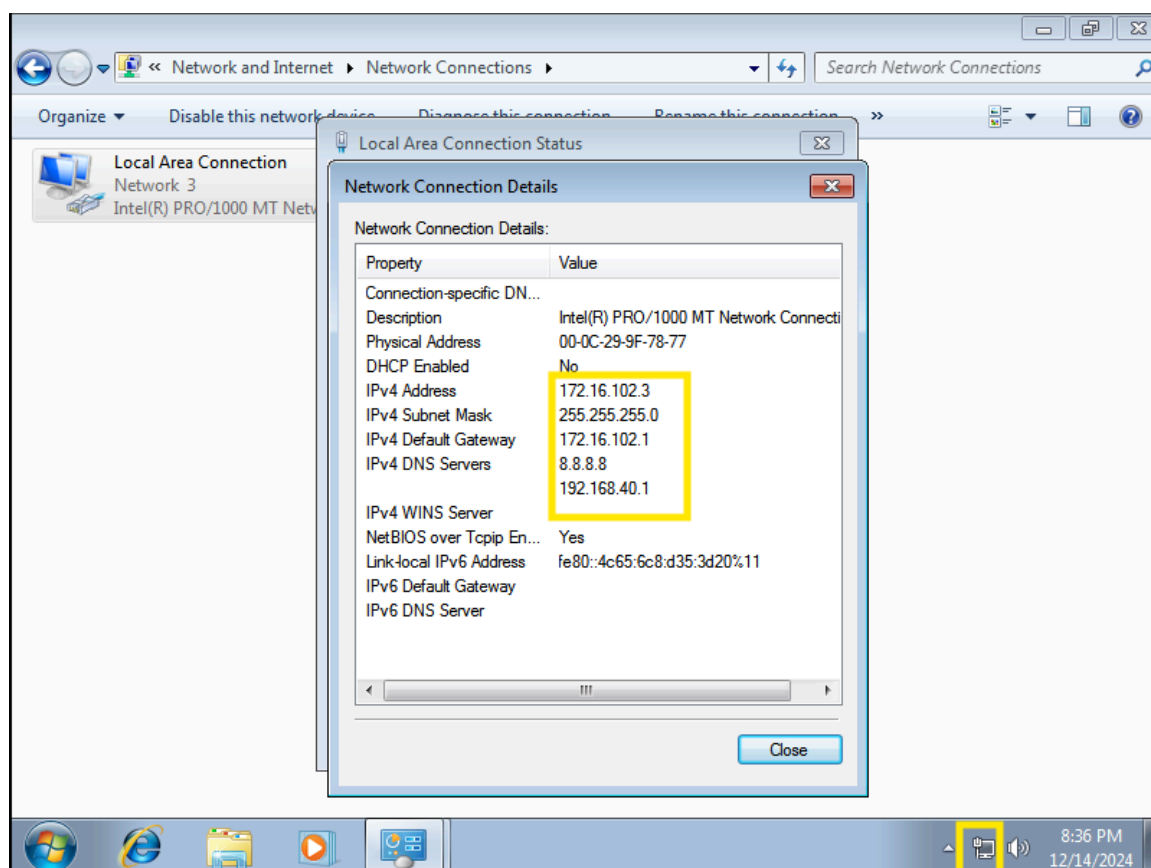 « Network and Internet ▸ Network Connections ▸
Search Network Connections
Organize ▾ Disable this network device Diagnose this connection Rename this connection »
Local Area Connection
Network 3
Intel(R) PRO/1000 MT Netw
Local Area Connection Status
Network Connection Details
Network Connection Details:
Property Value
Connection-specific DN...
Description Intel(R) PRO/1000 MT Network Connecti
Physical Address 00-0C-29-9F-78-77
DHCP Enabled No
IPv4 Address 172.16.102.3
IPv4 Subnet Mask 255.255.255.0
IPv4 Default Gateway 172.16.102.1
IPv4 DNS Servers 8.8.8.8
192.168.40.1
IPv4 WINS Server
NetBIOS over Tcpip En... Yes
Link-local IPv6 Address fe80::4c65:6c8:d35:3d20%11
IPv6 Default Gateway
IPv6 DNS Server
Close
8:36 PM
12/14/2024